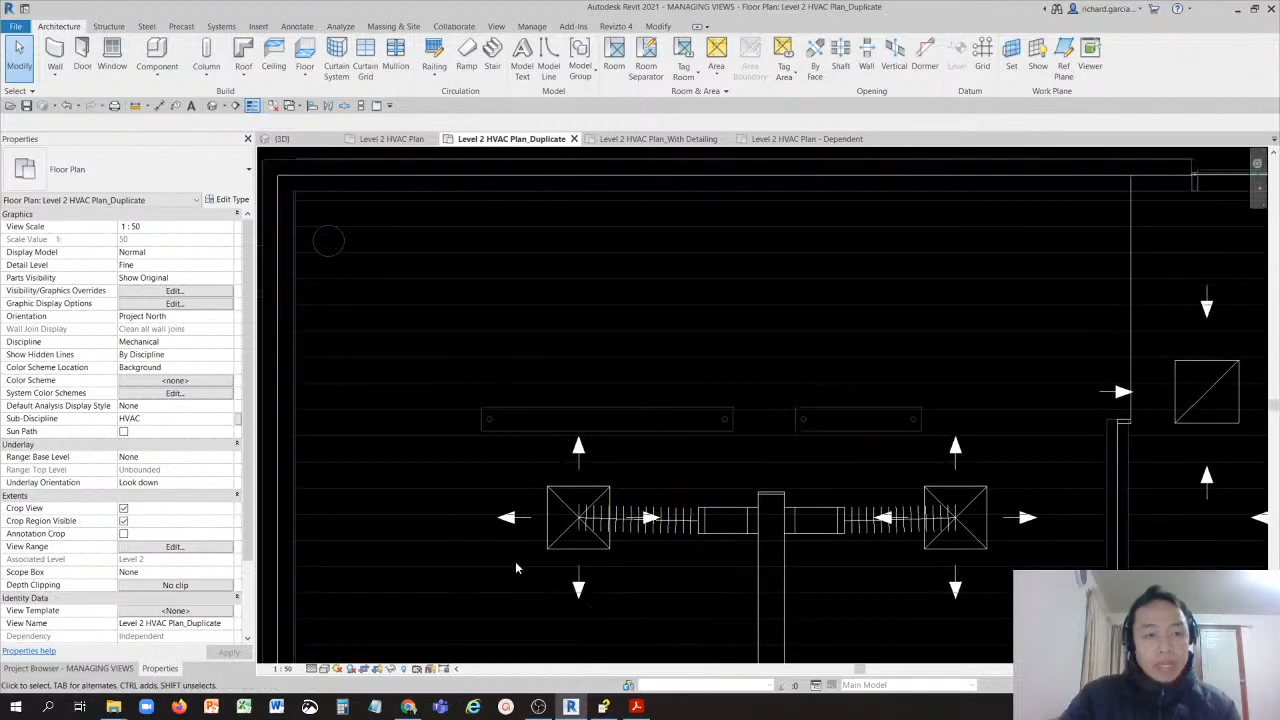 Autodesk Revit 2021 - MANAGING VIEWS - Floor Plan: Level 2 HVAC Plan_Duplicate
richard.garcia...
File Architecture Structure Steel Precast Systems Insert Annotate Analyze Massing & Site Collaborate View Manage Add-Ins Revizto 4 Modify
Modify Wall Door Window Component Column Roof Ceiling Floor Curtain System Curtain Grid Mullion Railing Ramp Stair Model Text Model Line Model Group Room Room Separator Tag Room Area Area Boundary Tag Area By Face Shaft Wall Vertical Dormer Level Grid Set Show Ref Plane Viewer
Select Build Circulation Model Room & Area Opening Datum Work Plane
Properties
{3D} Level 2 HVAC Plan Level 2 HVAC Plan_Duplicate Level 2 HVAC Plan_With Detailing Level 2 HVAC Plan - Dependent
Floor Plan
Floor Plan: Level 2 HVAC Plan_Duplicate Edit Type
Graphics
View Scale 1 : 50
Scale Value 1: 50
Display Model Normal
Detail Level Fine
Parts Visibility Show Original
Visibility/Graphics Overrides Edit...
Graphic Display Options Edit...
Orientation Project North
Wall Join Display Clean all wall joins
Discipline Mechanical
Show Hidden Lines By Discipline
Color Scheme Location Background
Color Scheme <none>
System Color Schemes Edit...
Default Analysis Display Style None
Sub-Discipline HVAC
Sun Path
Underlay
Range: Base Level None
Range: Top Level Unbounded
Underlay Orientation Look down
Extents
Crop View
Crop Region Visible
Annotation Crop
View Range Edit...
Associated Level Level 2
Scope Box None
Depth Clipping No clip
Identity Data
View Template <None>
View Name Level 2 HVAC Plan_Duplicate
Dependency Independent
Properties help Apply
Project Browser - MANAGING VIEWS Properties
1 : 50
Click to select, TAB for alternates, CTRL adds, SHIFT unselects.
:0 Main Model